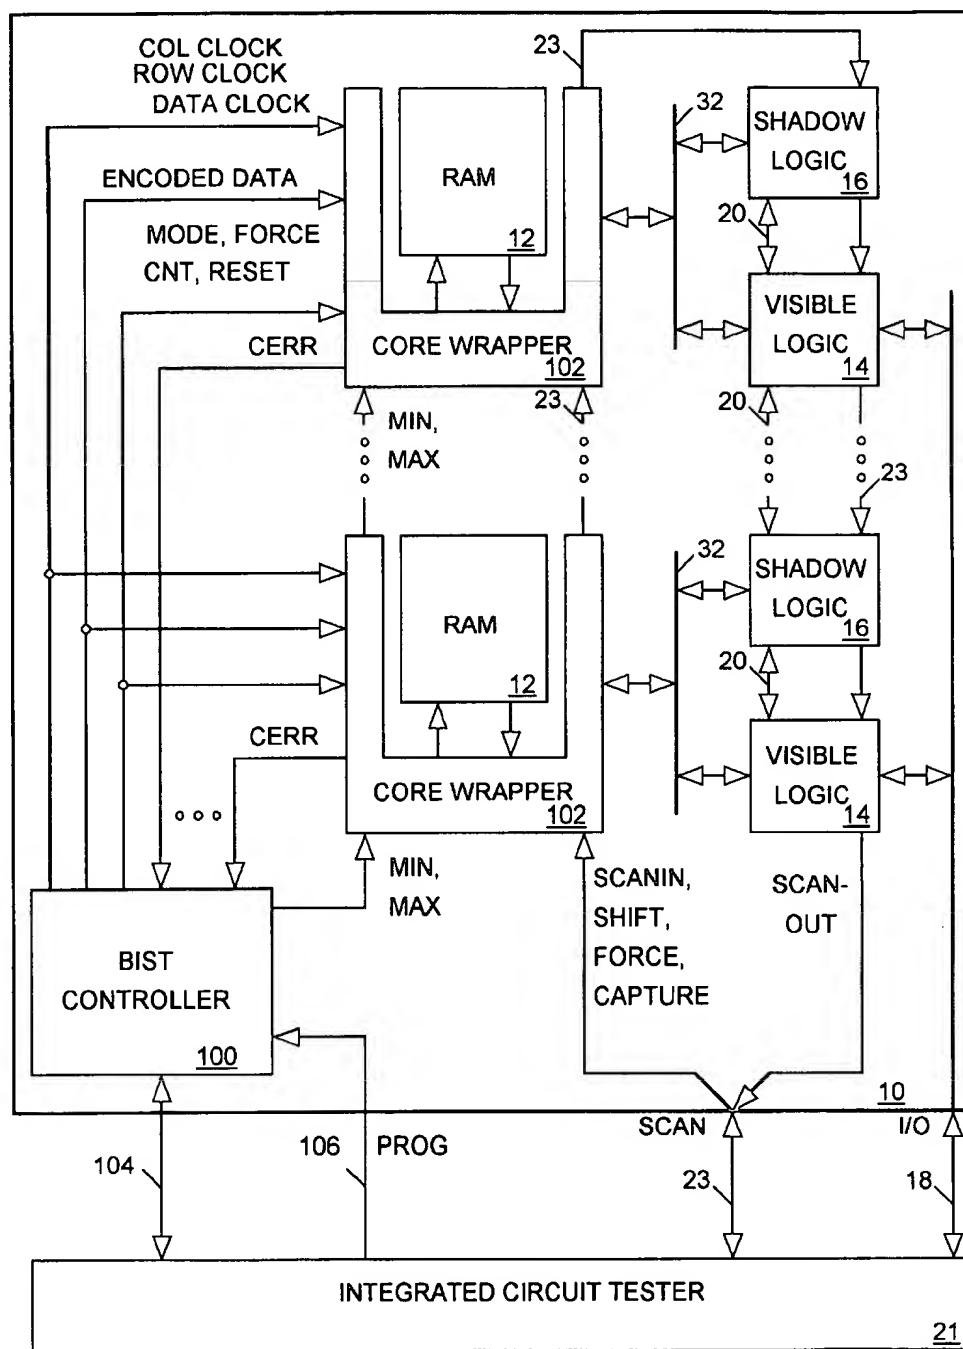 COL CLOCK
ROW CLOCK
DATA CLOCK
23
32
SHADOW
LOGIC
16
RAM
12
ENCODED DATA
MODE, FORCE
CNT, RESET
20
VISIBLE
LOGIC
14
CERR
CORE WRAPPER
102
23
20
MIN,
MAX
23
32
SHADOW
LOGIC
16
RAM
12
20
CERR
VISIBLE
LOGIC
14
CORE WRAPPER
102
MIN,
MAX
SCANIN,
SHIFT,
FORCE,
CAPTURE
SCAN-
OUT
BIST
CONTROLLER
100
10
SCAN
I/O
104
106
PROG
23
18
INTEGRATED CIRCUIT TESTER
21